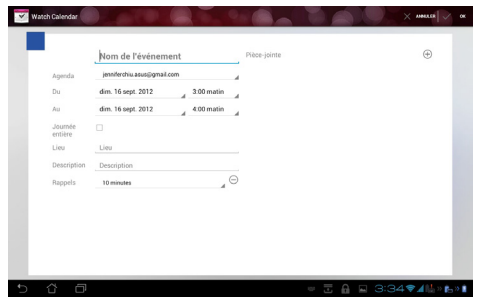 Watch Calendar
ANNULER
OK
Nom de l'événement
Pièce-jointe
Agenda
jenniferchiu.asus@gmail.com
Du
dim. 16 sept. 2012
3:00 matin
Au
dim. 16 sept. 2012
4:00 matin
Journée
entière
Lieu
Lieu
Description
Description
Rappels
10 minutes
3:34